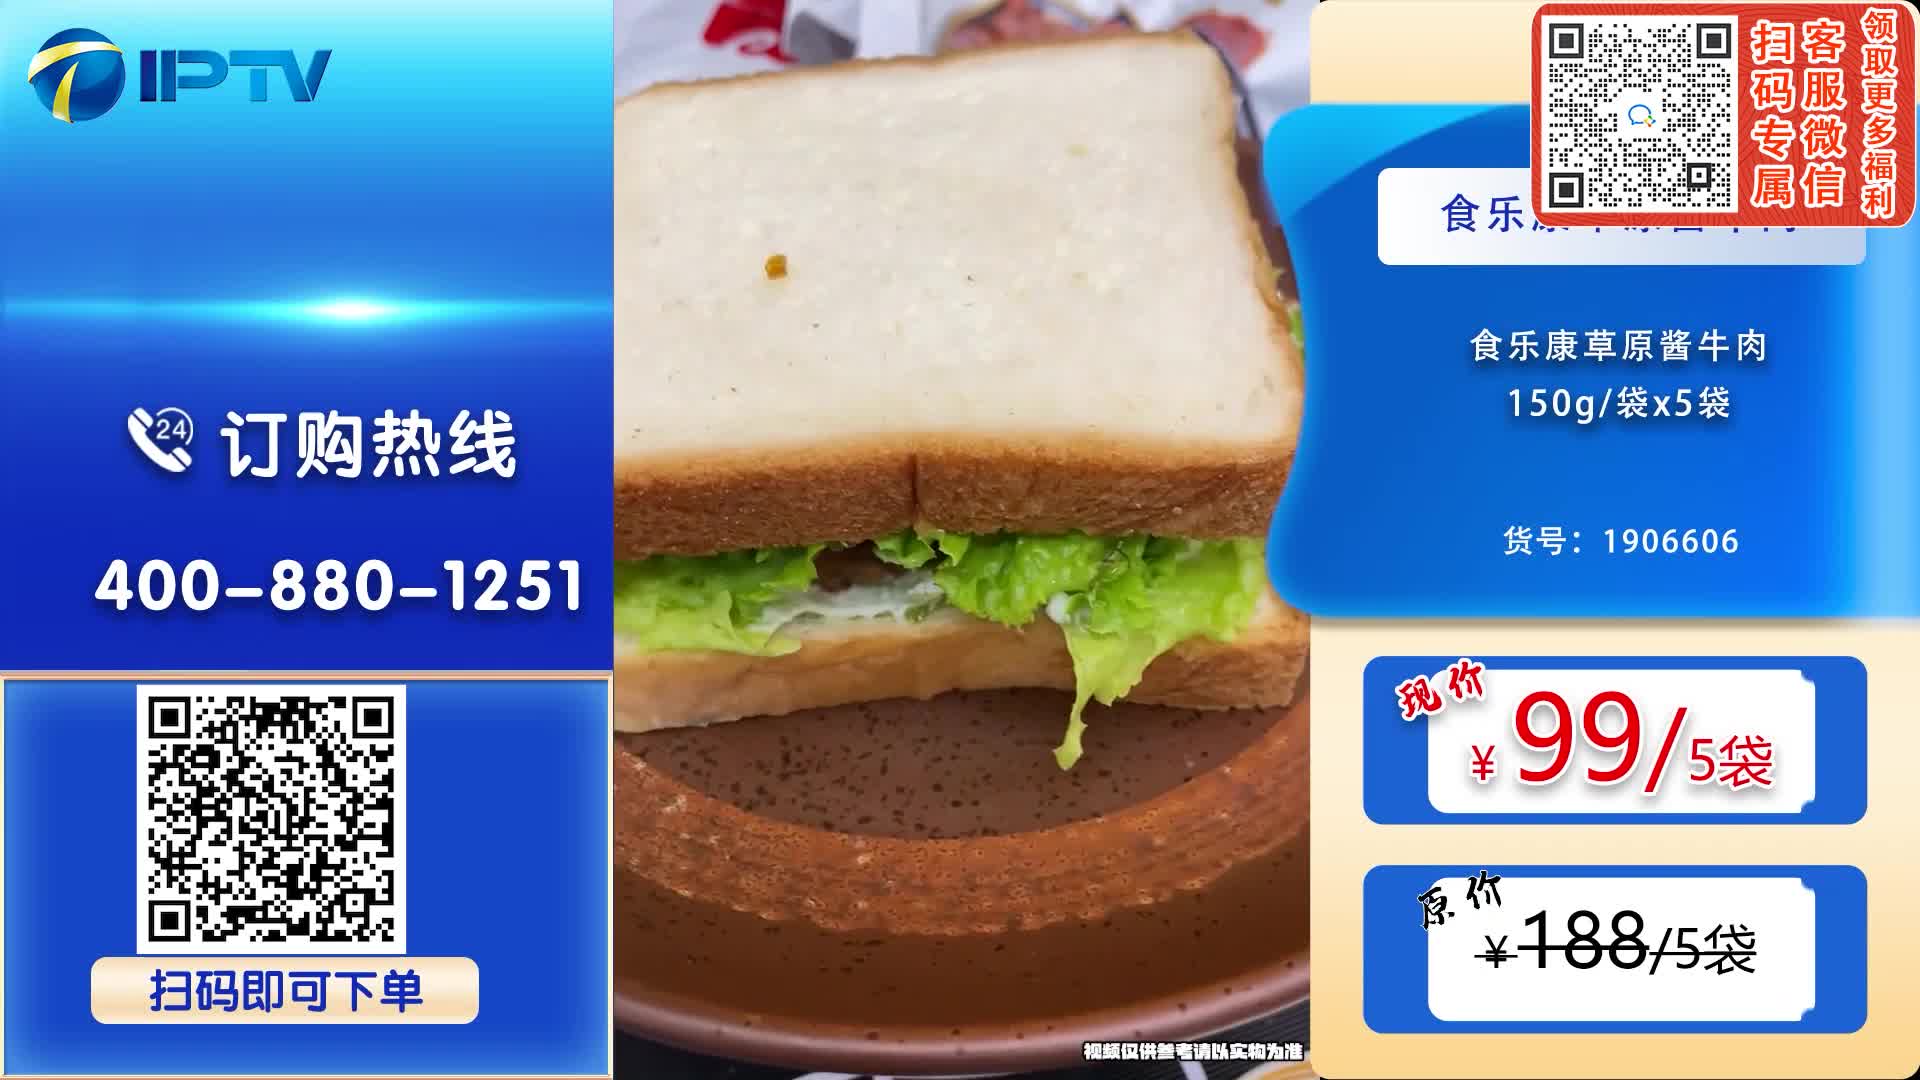 IPTV
24
订购热线
400-880-1251
扫码即可下单
视频仅供参考请以实物为准
领取更多福利
客服微信
扫码专属
食乐
食乐康草原酱牛肉
150g/袋x5袋
货号：1906606
现价
¥99/5袋
原价
¥188/5袋